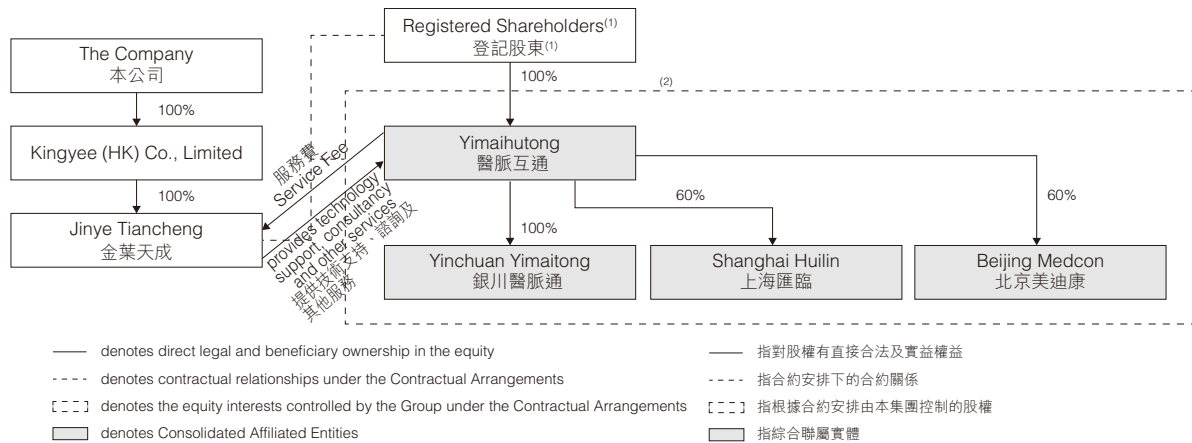 Registered Shareholders(1)
登記股東(1)
The Company
本公司
100%
(2)
100%
Kingyee (HK) Co., Limited
Yimaihutong
醫脈互通
服務費
Service Fee
100%
60%
60%
100%
Jinye Tiancheng
金葉天成
provides technology
support, consultancy
and other services
提供技術支持、諮詢及
其他服務
Yinchuan Yimaitong
銀川醫脈通
Shanghai Huilin
上海匯臨
Beijing Medcon
北京美迪康
denotes direct legal and beneficiary ownership in the equity
指對股權有直接合法及實益權益
denotes contractual relationships under the Contractual Arrangements
指合約安排下的合約關係
denotes the equity interests controlled by the Group under the Contractual Arrangements
指根據合約安排由本集團控制的股權
denotes Consolidated Affiliated Entities
指綜合聯屬實體